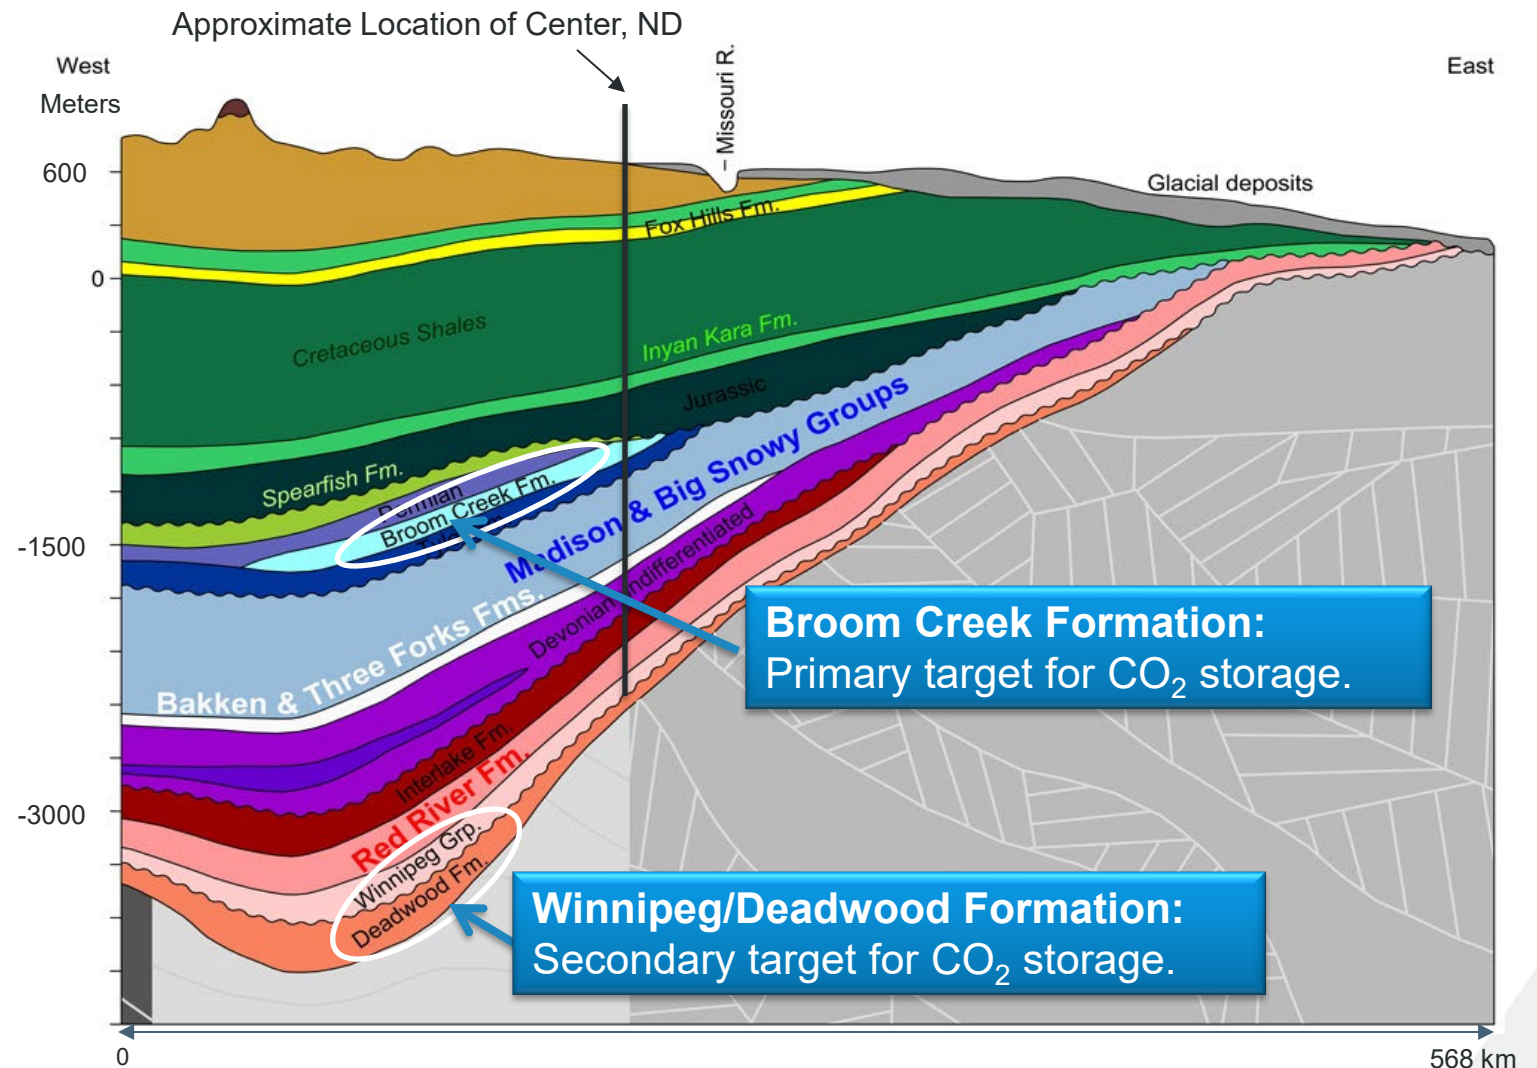 Approximate Location of Center, ND
West
East
Meters
– Missouri R.
600
Glacial deposits
Fox Hills Fm.
0
Cretaceous Shales
Inyan Kara Fm.
Jurassic
Spearfish Fm.
Permian
Broom Creek Fm.
-1500
Madison & Big Snowy Groups
Bakken & Three Forks Fms.
Devonian Undifferentiated
Broom Creek Formation:
Primary target for CO₂ storage.
Interlake Fm.
Red River Fm.
-3000
Winnipeg Grp.
Deadwood Fm.
Winnipeg/Deadwood Formation:
Secondary target for CO₂ storage.
0
568 km